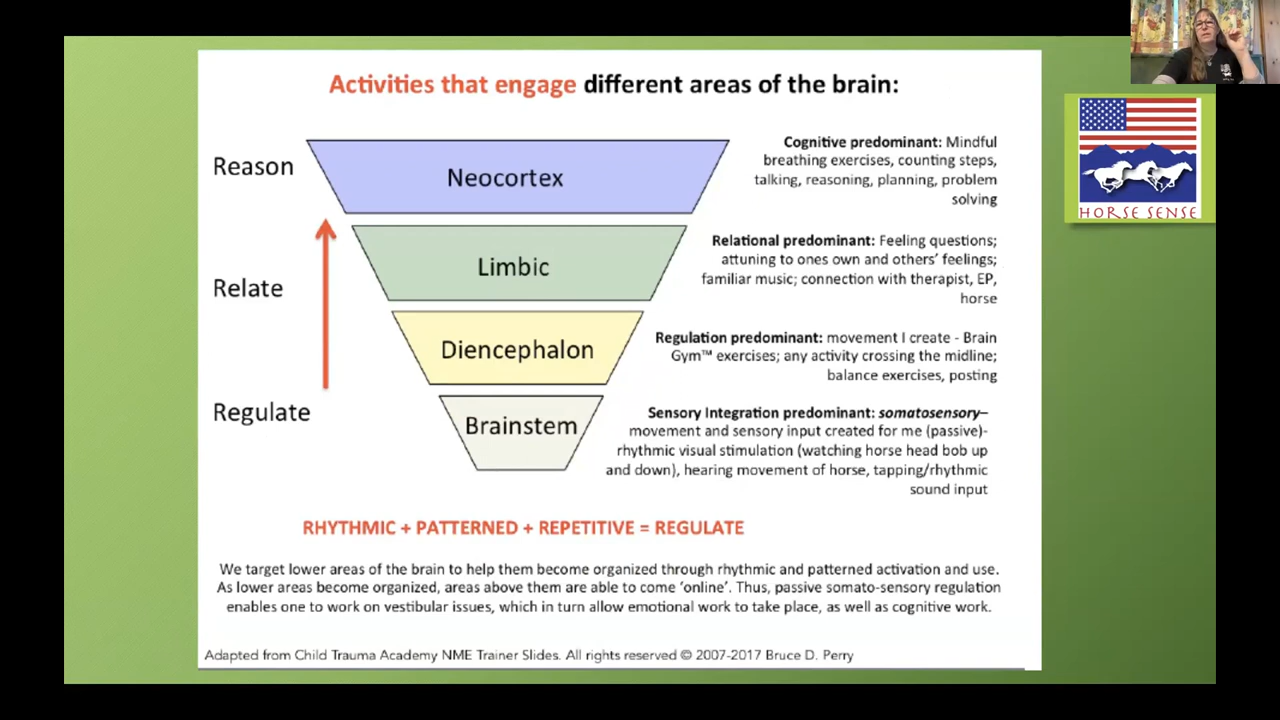 Activities that engage different areas of the brain:
Reason
Neocortex
Cognitive predominant: Mindful
breathing exercises, counting steps,
talking, reasoning, planning, problem
solving
HORSE SENSE
Relate
Limbic
Relational predominant: Feeling questions;
attuning to ones own and others' feelings;
familiar music; connection with therapist, EP,
horse
Diencephalon
Regulation predominant: movement I create - Brain
Gym™ exercises; any activity crossing the midline;
balance exercises, posting
Regulate
Brainstem
Sensory Integration predominant: somatosensory–
movement and sensory input created for me (passive)-
rhythmic visual stimulation (watching horse head bob up
and down), hearing movement of horse, tapping/rhythmic
sound input
RHYTHMIC + PATTERNED + REPETITIVE = REGULATE
We target lower areas of the brain to help them become organized through rhythmic and patterned activation and use.
As lower areas become organized, areas above them are able to come 'online'. Thus, passive somato-sensory regulation
enables one to work on vestibular issues, which in turn allow emotional work to take place, as well as cognitive work.
Adapted from Child Trauma Academy NME Trainer Slides. All rights reserved © 2007-2017 Bruce D. Perry